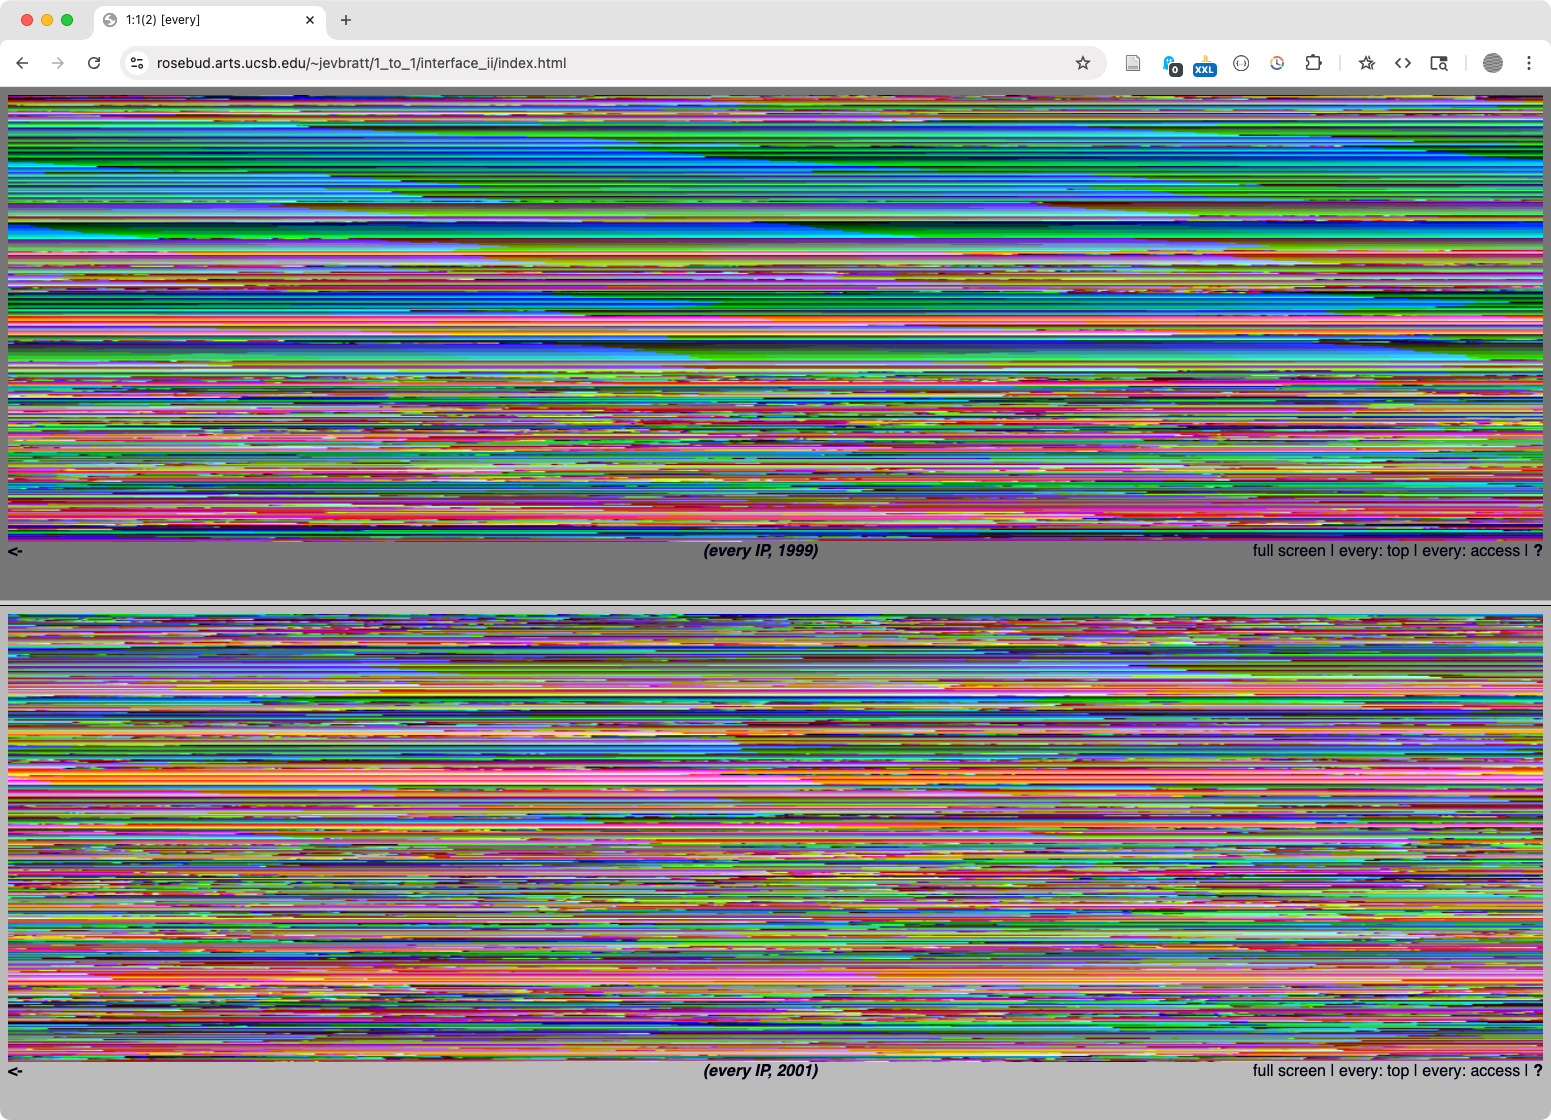 1:1(2) [every]
rosebud.arts.ucsb.edu/~jevbratt/1_to_1/interface_ii/index.html
0
XXL
<- (every IP, 1999) full screen | every: top | every: access | ?
<- (every IP, 2001) full screen | every: top | every: access | ?